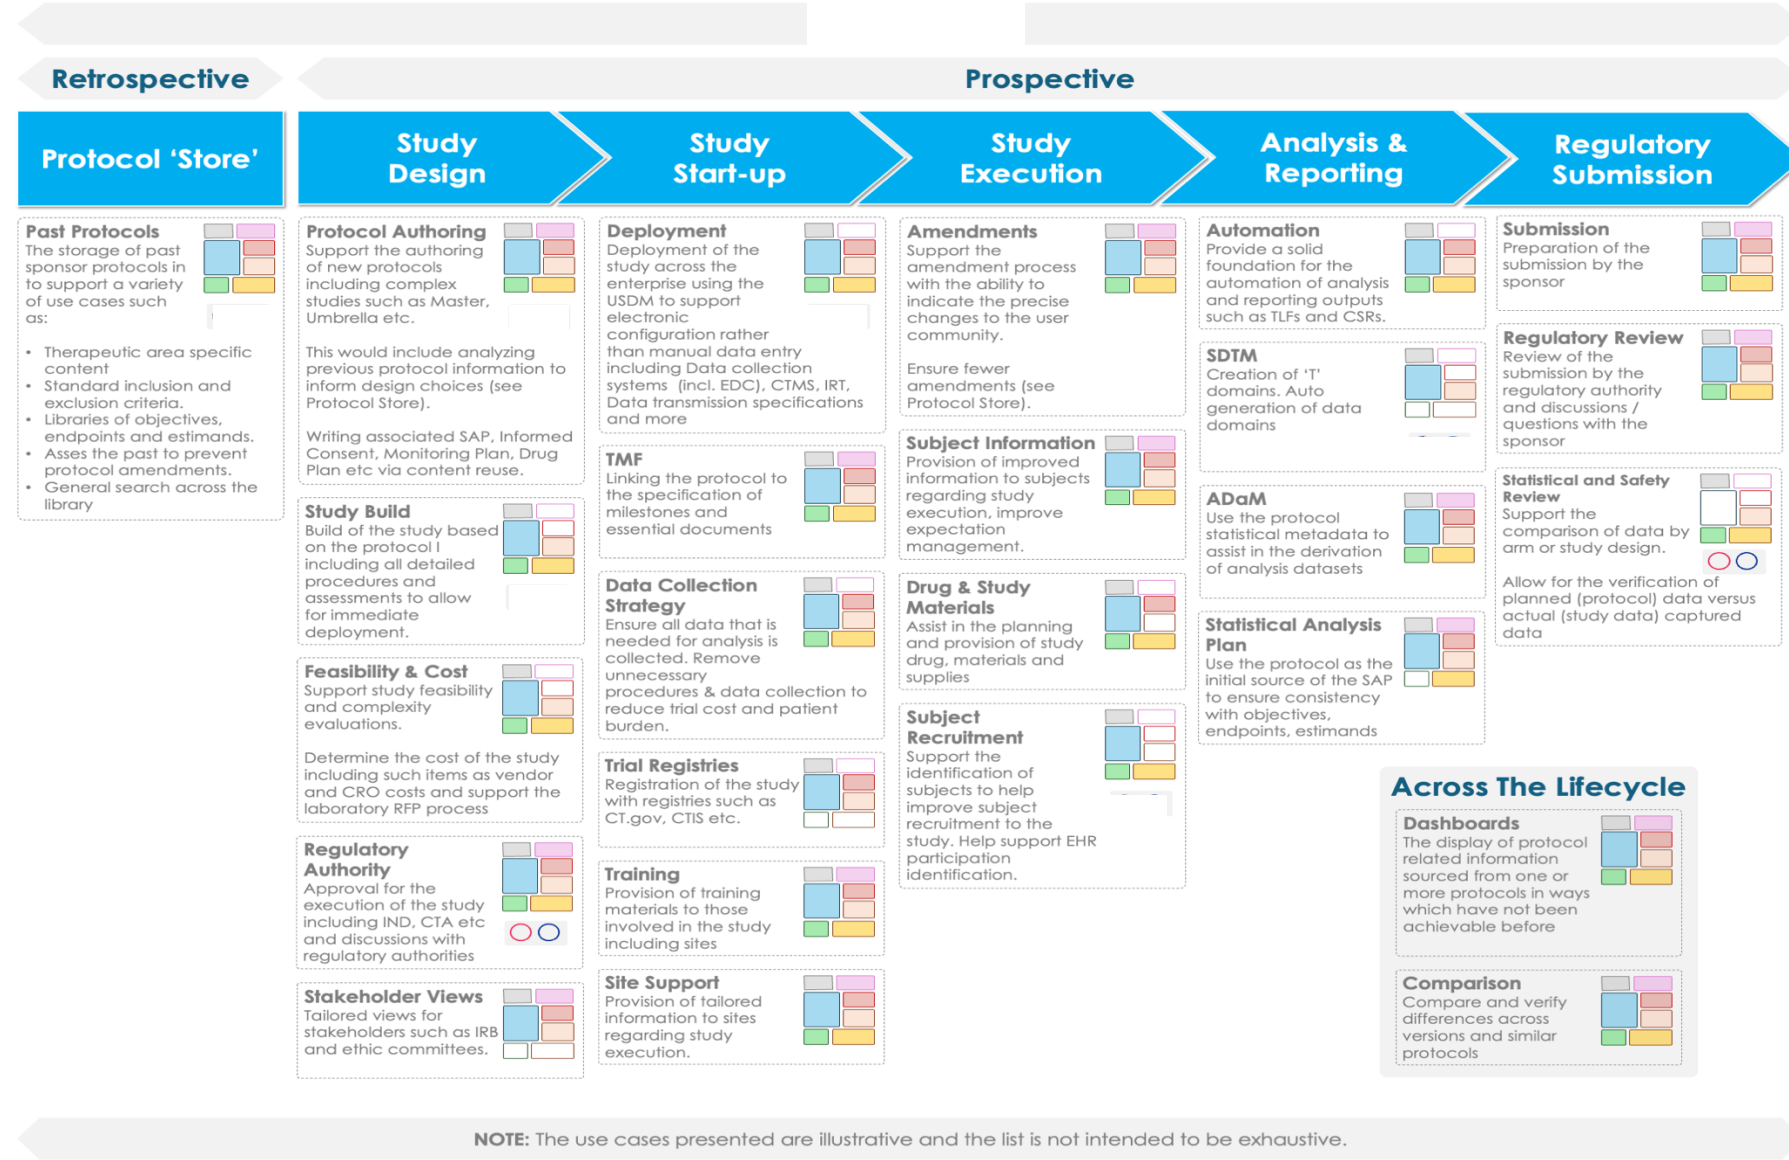 Retrospective
Prospective
Protocol ‘Store’
Study
Design
Study
Start-up
Study
Execution
Analysis &
Reporting
Regulatory
Submission
Past Protocols
The storage of past
sponsor protocols in
to support a variety
of use cases such
as:
• Therapeutic area specific
content
• Standard inclusion and
exclusion criteria.
• Libraries of objectives,
endpoints and estimands.
• Asses the past to prevent
protocol amendments.
• General search across the
library
Protocol Authoring
Support the authoring
of new protocols
including complex
studies such as Master,
Umbrella etc.
This would include analyzing
previous protocol information to
inform design choices (see
Protocol Store).
Writing associated SAP, Informed
Consent, Monitoring Plan, Drug
Plan etc via content reuse.
Study Build
Build of the study based
on the protocol I
including all detailed
procedures and
assessments to allow
for immediate
deployment.
Feasibility & Cost
Support study feasibility
and complexity
evaluations.
Determine the cost of the study
including such items as vendor
and CRO costs and support the
laboratory RFP process
Regulatory
Authority
Approval for the
execution of the study
including IND, CTA etc
and discussions with
regulatory authorities
Stakeholder Views
Tailored views for
stakeholders such as IRB
and ethic committees.
Deployment
Deployment of the
study across the
enterprise using the
USDM to support
electronic
configuration rather
than manual data entry
including Data collection
systems (incl. EDC), CTMS, IRT,
Data transmission specifications
and more
TMF
Linking the protocol to
the specification of
milestones and
essential documents
Data Collection
Strategy
Ensure all data that is
needed for analysis is
collected. Remove
unnecessary
procedures & data collection to
reduce trial cost and patient
burden.
Trial Registries
Registration of the study
with registries such as
CT.gov, CTIS etc.
Training
Provision of training
materials to those
involved in the study
including sites
Site Support
Provision of tailored
information to sites
regarding study
execution.
Amendments
Support the
amendment process
with the ability to
indicate the precise
changes to the user
community.
Ensure fewer
amendments (see
Protocol Store).
Subject Information
Provision of improved
information to subjects
regarding study
execution, improve
expectation
management.
Drug & Study
Materials
Assist in the planning
and provision of study
drug, materials and
supplies
Subject
Recruitment
Support the
identification of
subjects to help
improve subject
recruitment to the
study. Help support EHR
participation
identification.
Automation
Provide a solid
foundation for the
automation of analysis
and reporting outputs
such as TLFs and CSRs.
SDTM
Creation of ‘T’
domains. Auto
generation of data
domains
ADaM
Use the protocol
statistical metadata to
assist in the derivation
of analysis datasets
Statistical Analysis
Plan
Use the protocol as the
initial source of the SAP
to ensure consistency
with objectives,
endpoints, estimands
Submission
Preparation of the
submission by the
sponsor
Regulatory Review
Review of the
submission by the
regulatory authority
and discussions /
questions with the
sponsor
Statistical and Safety
Review
Support the
comparison of data by
arm or study design.
Allow for the verification of
planned (protocol) data versus
actual (study data) captured
data
Across The Lifecycle
Dashboards
The display of protocol
related information
sourced from one or
more protocols in ways
which have not been
achievable before
Comparison
Compare and verify
differences across
versions and similar
protocols
NOTE: The use cases presented are illustrative and the list is not intended to be exhaustive.